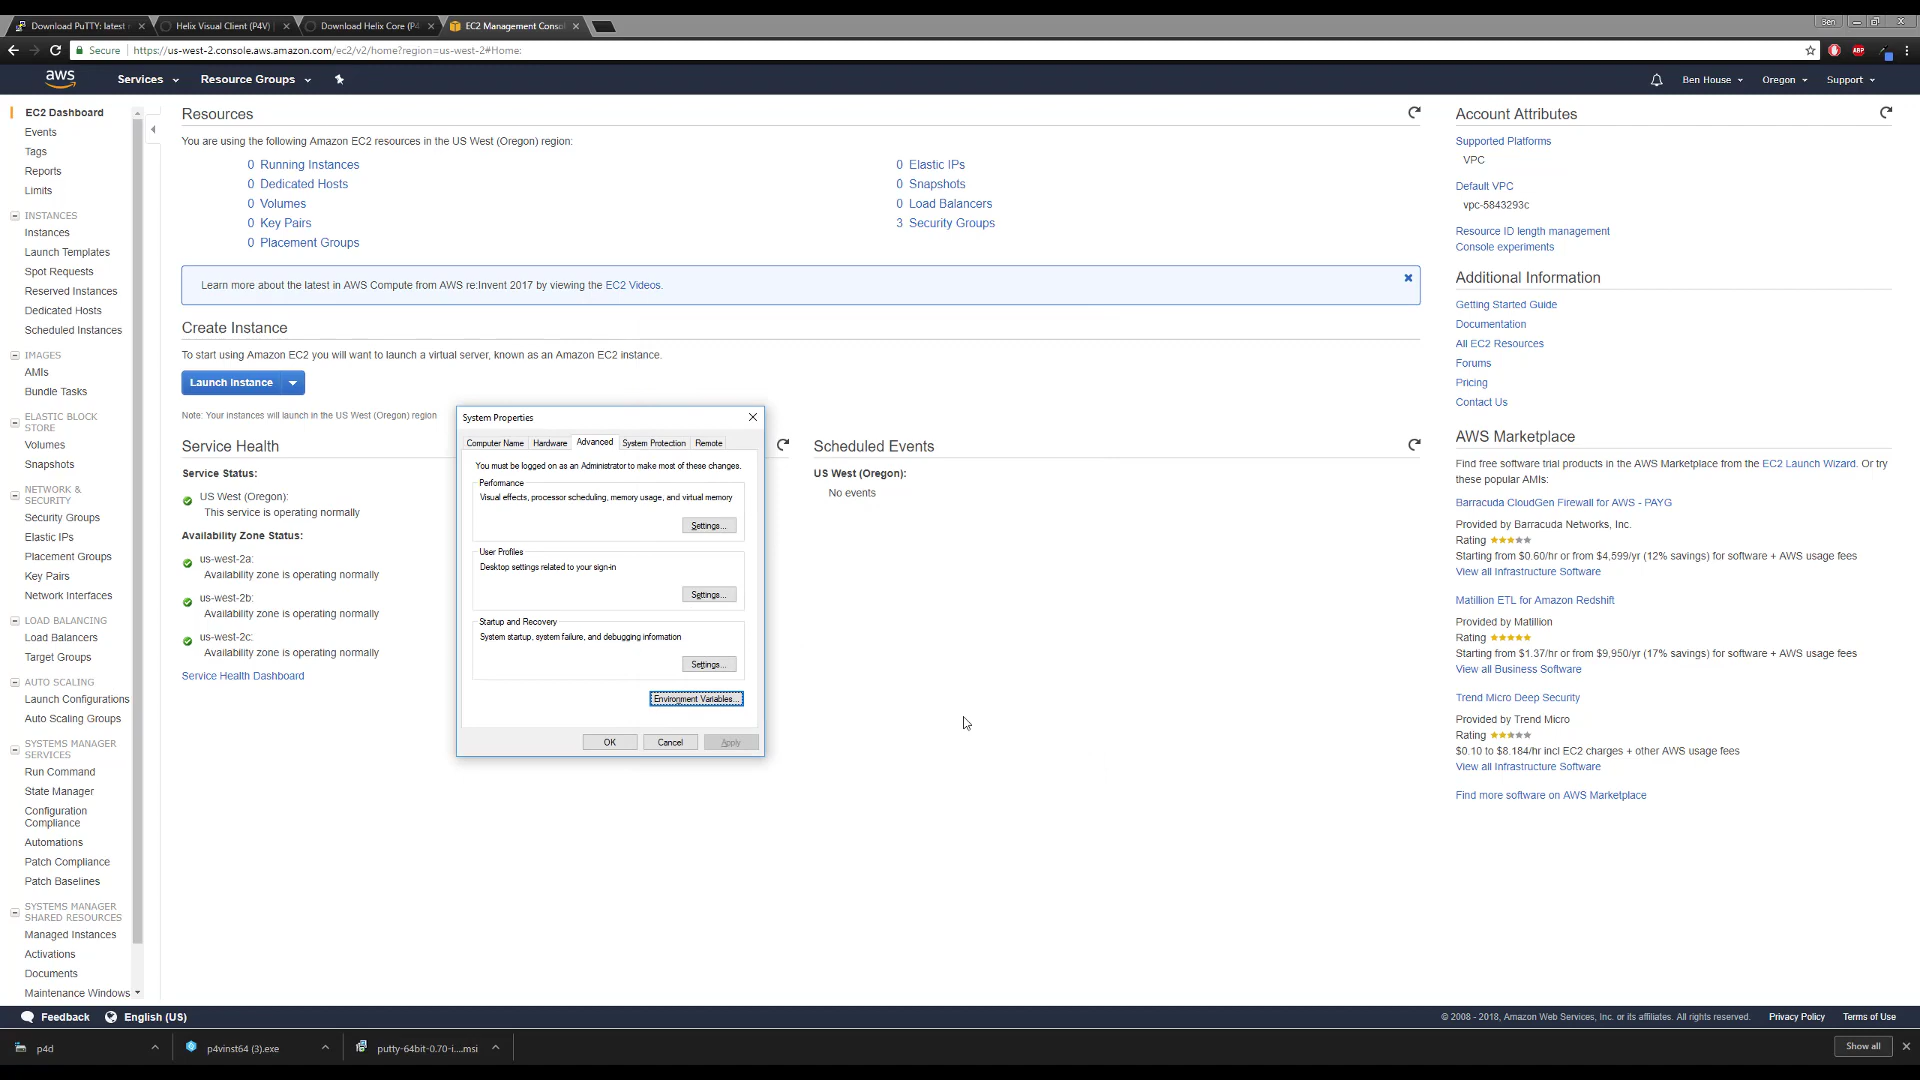 Download PuTTY: latest r
Helix Visual Client (P4V) |
Download Helix Core (P4
EC2 Management Consol
Ben
Secure
https://us-west-2.console.aws.amazon.com/ec2/v2/home?region=us-west-2#Home:
ABP
aws
Services
Resource Groups
Ben House
Oregon
Support
EC2 Dashboard
Events
Tags
Reports
Limits
INSTANCES
Instances
Launch Templates
Spot Requests
Reserved Instances
Dedicated Hosts
Scheduled Instances
IMAGES
AMIs
Bundle Tasks
ELASTIC BLOCK
STORE
Volumes
Snapshots
NETWORK &
SECURITY
Security Groups
Elastic IPs
Placement Groups
Key Pairs
Network Interfaces
LOAD BALANCING
Load Balancers
Target Groups
AUTO SCALING
Launch Configurations
Auto Scaling Groups
SYSTEMS MANAGER
SERVICES
Run Command
State Manager
Configuration
Compliance
Automations
Patch Compliance
Patch Baselines
SYSTEMS MANAGER
SHARED RESOURCES
Managed Instances
Activations
Documents
Maintenance Windows
Resources
You are using the following Amazon EC2 resources in the US West (Oregon) region:
0 Running Instances
0 Dedicated Hosts
0 Volumes
0 Key Pairs
0 Placement Groups
0 Elastic IPs
0 Snapshots
0 Load Balancers
3 Security Groups
Learn more about the latest in AWS Compute from AWS re:Invent 2017 by viewing the EC2 Videos.
Create Instance
To start using Amazon EC2 you will want to launch a virtual server, known as an Amazon EC2 instance.
Launch Instance
Note: Your instances will launch in the US West (Oregon) region
Service Health
Service Status:
US West (Oregon):
This service is operating normally
Availability Zone Status:
us-west-2a:
Availability zone is operating normally
us-west-2b:
Availability zone is operating normally
us-west-2c:
Availability zone is operating normally
Service Health Dashboard
System Properties
Computer Name
Hardware
Advanced
System Protection
Remote
You must be logged on as an Administrator to make most of these changes.
Performance
Visual effects, processor scheduling, memory usage, and virtual memory
Settings...
User Profiles
Desktop settings related to your sign-in
Settings...
Startup and Recovery
System startup, system failure, and debugging information
Settings...
Environment Variables...
OK
Cancel
Apply
Scheduled Events
US West (Oregon):
No events
Account Attributes
Supported Platforms
VPC
Default VPC
vpc-5843293c
Resource ID length management
Console experiments
Additional Information
Getting Started Guide
Documentation
All EC2 Resources
Forums
Pricing
Contact Us
AWS Marketplace
Find free software trial products in the AWS Marketplace from the EC2 Launch Wizard. Or try
these popular AMIs:
Barracuda CloudGen Firewall for AWS - PAYG
Provided by Barracuda Networks, Inc.
Rating
Starting from $0.60/hr or from $4,599/yr (12% savings) for software + AWS usage fees
View all Infrastructure Software
Matillion ETL for Amazon Redshift
Provided by Matillion
Rating
Starting from $1.37/hr or from $9,950/yr (17% savings) for software + AWS usage fees
View all Business Software
Trend Micro Deep Security
Provided by Trend Micro
Rating
$0.10 to $8.184/hr incl EC2 charges + other AWS usage fees
View all Infrastructure Software
Find more software on AWS Marketplace
Feedback
English (US)
© 2008 - 2018, Amazon Web Services, Inc. or its affiliates. All rights reserved.
Privacy Policy
Terms of Use
p4d
p4vinst64 (3).exe
putty-64bit-0.70-i....msi
Show all